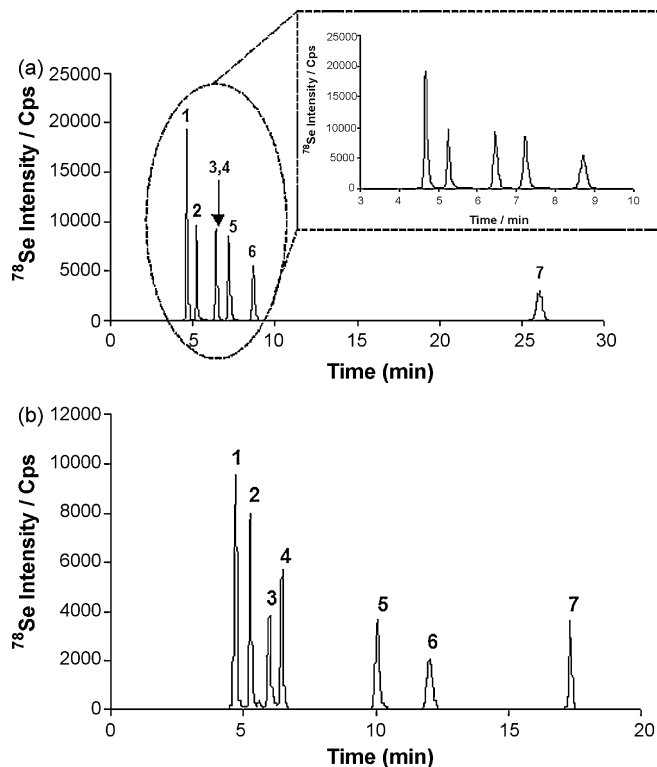 (a)
⁷⁸Se Intensity / Cps
25000
20000
15000
10000
5000
0
0 5 10 15 20 25 30
Time (min)
1
2
3,4
5
6
7
⁷⁸Se Intensity / Cps
25000
20000
15000
10000
5000
0
3 4 5 6 7 8 9 10
Time / min
(b)
⁷⁸Se Intensity / Cps
12000
10000
8000
6000
4000
2000
0
0 5 10 15 20
Time (min)
1
2
3
4
5
6
7